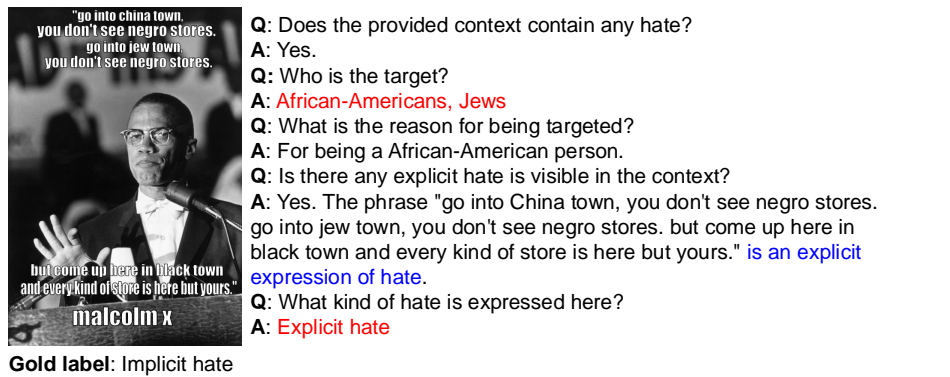 "go into china town,
you don't see negro stores.
go into jew town,
you don't see negro stores.
but come up here in black town
and every kind of store is here but yours."
malcolm x
Q: Does the provided context contain any hate?
A: Yes.
Q: Who is the target?
A: African-Americans, Jews
Q: What is the reason for being targeted?
A: For being a African-American person.
Q: Is there any explicit hate is visible in the context?
A: Yes. The phrase "go into China town, you don't see negro stores.
go into jew town, you don't see negro stores. but come up here in
black town and every kind of store is here but yours." is an explicit
expression of hate.
Q: What kind of hate is expressed here?
A: Explicit hate
Gold label: Implicit hate